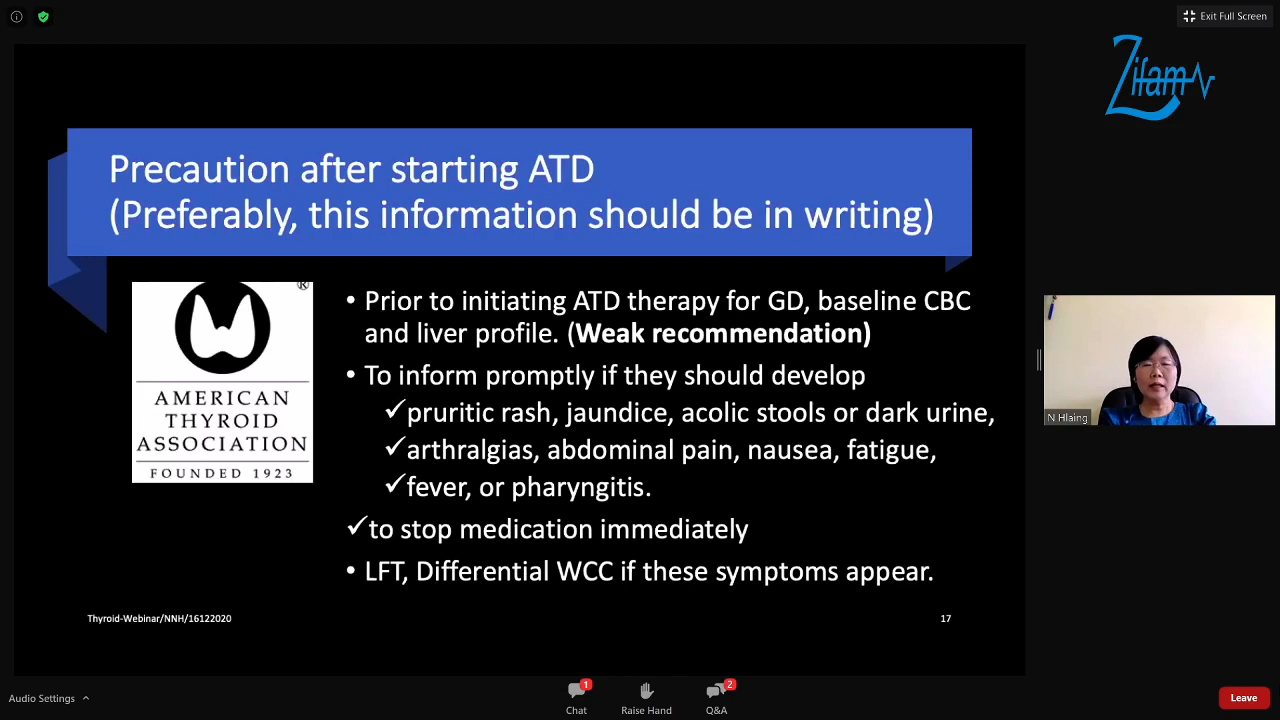 Exit Full Screen
Zifam
Precaution after starting ATD
(Preferably, this information should be in writing)
®
AMERICAN
THYROID
ASSOCIATION
FOUNDED 1923
• Prior to initiating ATD therapy for GD, baseline CBC
and liver profile. (Weak recommendation)
• To inform promptly if they should develop
✓pruritic rash, jaundice, acolic stools or dark urine,
✓arthralgias, abdominal pain, nausea, fatigue,
✓fever, or pharyngitis.
✓to stop medication immediately
• LFT, Differential WCC if these symptoms appear.
Thyroid-Webinar/NNH/16122020
17
N Hlaing
Audio Settings
1
Chat
Raise Hand
2
Q&A
Leave